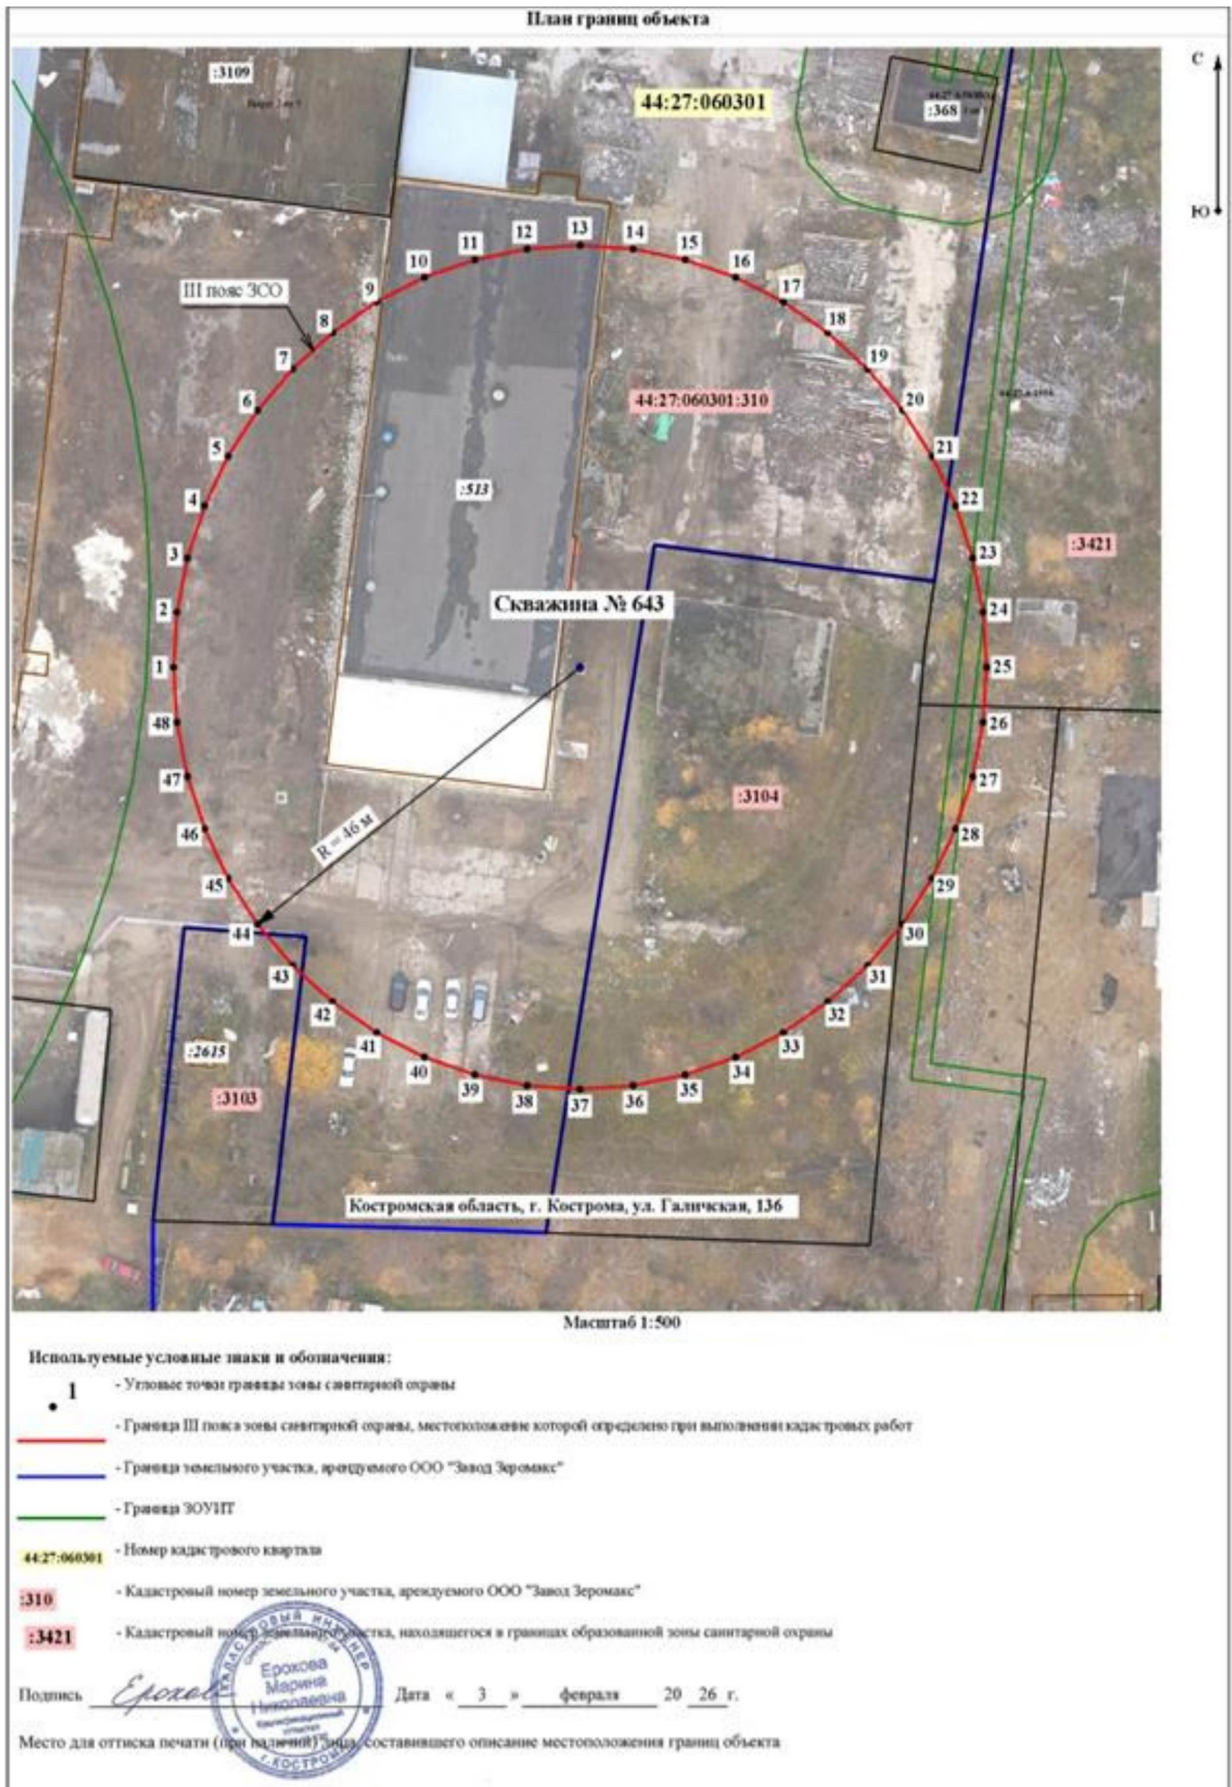 План границ объекта
:3109
44:27:060301
:368
С
Ю
13
12
14
11
15
10
16
III пояс ЗСО
9
17
8
18
7
19
6
44:27:060301:310
20
5
21
:513
4
22
3
:3421
23
Скважина № 643
2
24
1
25
48
26
47
27
:3104
46
28
R = 46 м
45
29
44
30
43
31
42
32
41
33
:2615
40
34
39
35
38
36
37
:3103
Костромская область, г. Кострома, ул. Галичская, 136
Масштаб 1:500
Используемые условные знаки и обозначения:
1 - Угловые точки границы зоны санитарной охраны
- Граница III пояса зоны санитарной охраны, местоположение которой определено при выполнении кадастровых работ
- Граница земельного участка, арендуемого ООО "Завод Зеромакс"
- Граница ЗОУИТ
44:27:060301 - Номер кадастрового квартала
:310 - Кадастровый номер земельного участка, арендуемого ООО "Завод Зеромакс"
:3421 - Кадастровый номер земельного участка, находящегося в границах образованной зоны санитарной охраны
КАДАСТРОВЫЙ ИНЖЕНЕР
Ерохова
Марина
Николаевна
Квалификационный
аттестат
г. КОСТРОМА
Подпись Ерохова Дата « 3 » февраля 20 26 г.
Место для оттиска печати (при наличии) лица, составившего описание местоположения границ объекта